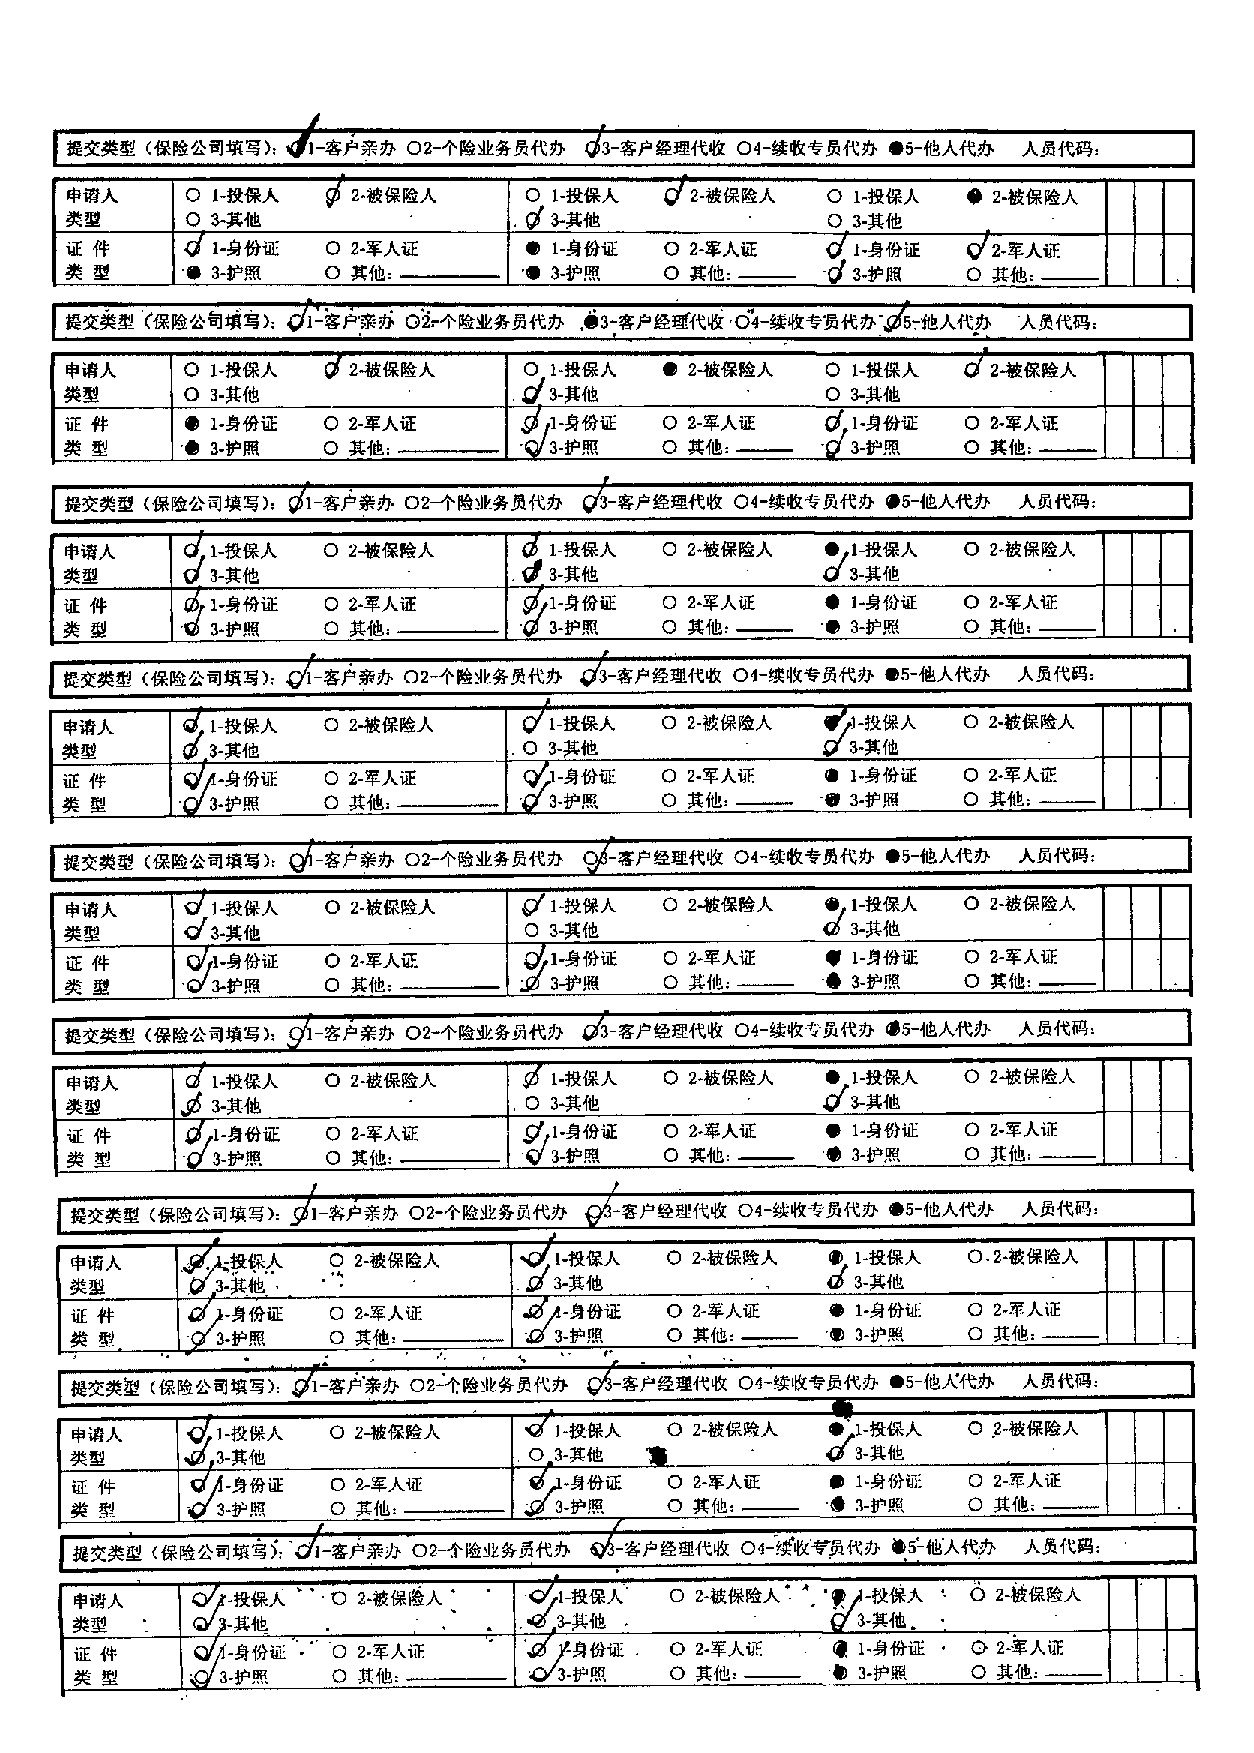 提交类型（保险公司填写）： 1-客户亲办 O2-个险业务员代办 3-客户经理代收 O4-续收专员代办 ●5-他人代办 人员代码：
申请人 O 1-投保人 2-被保险人 O 1-投保人 2-被保险人 O 1-投保人 ● 2-被保险人
类型 O 3-其他 3-其他 O 3-其他
证 件 1-身份证 O 2-军人证 ● 1-身份证 O 2-军人证 1-身份证 2-军人证
类 型 ● 3-护照 O 其他：____ ● 3-护照 O 其他：____ 3-护照 O 其他：____
提交类型（保险公司填写）： 1-客户亲办 O2-个险业务员代办 ●3-客户经理代收 O4-续收专员代办 5-他人代办 人员代码：
申请人 O 1-投保人 2-被保险人 O 1-投保人 ● 2-被保险人 O 1-投保人 2-被保险人
类型 O 3-其他 3-其他 O 3-其他
证 件 ● 1-身份证 O 2-军人证 1-身份证 O 2-军人证 1-身份证 O 2-军人证
类 型 ● 3-护照 O 其他：____ 3-护照 O 其他：____ 3-护照 O 其他：____
提交类型（保险公司填写）： 1-客户亲办 O2-个险业务员代办 3-客户经理代收 O4-续收专员代办 ●5-他人代办 人员代码：
申请人 1-投保人 O 2-被保险人 1-投保人 O 2-被保险人 ● 1-投保人 O 2-被保险人
类型 3-其他 3-其他 3-其他
证 件 1-身份证 O 2-军人证 1-身份证 O 2-军人证 ● 1-身份证 O 2-军人证
类 型 3-护照 O 其他：____ 3-护照 O 其他：____ ● 3-护照 O 其他：____
提交类型（保险公司填写）： 1-客户亲办 O2-个险业务员代办 3-客户经理代收 O4-续收专员代办 ●5-他人代办 人员代码：
申请人 1-投保人 O 2-被保险人 1-投保人 O 2-被保险人 ● 1-投保人 O 2-被保险人
类型 3-其他 O 3-其他 3-其他
证 件 1-身份证 O 2-军人证 1-身份证 O 2-军人证 ● 1-身份证 O 2-军人证
类 型 3-护照 O 其他：____ 3-护照 O 其他：____ ● 3-护照 O 其他：____
提交类型（保险公司填写）： 1-客户亲办 O2-个险业务员代办 3-客户经理代收 O4-续收专员代办 ●5-他人代办 人员代码：
申请人 1-投保人 O 2-被保险人 1-投保人 O 2-被保险人 ● 1-投保人 O 2-被保险人
类型 3-其他 O 3-其他 3-其他
证 件 1-身份证 O 2-军人证 1-身份证 O 2-军人证 ● 1-身份证 O 2-军人证
类 型 3-护照 O 其他：____ 3-护照 O 其他：____ ● 3-护照 O 其他：____
提交类型（保险公司填写）： 1-客户亲办 O2-个险业务员代办 3-客户经理代收 O4-续收专员代办 ●5-他人代办 人员代码：
申请人 1-投保人 O 2-被保险人 1-投保人 O 2-被保险人 ● 1-投保人 O 2-被保险人
类型 3-其他 O 3-其他 3-其他
证 件 1-身份证 O 2-军人证 1-身份证 O 2-军人证 ● 1-身份证 O 2-军人证
类 型 3-护照 O 其他：____ 3-护照 O 其他：____ ● 3-护照 O 其他：____
提交类型（保险公司填写）： 1-客户亲办 O2-个险业务员代办 3-客户经理代收 O4-续收专员代办 ●5-他人代办 人员代码：
申请人 1-投保人 O 2-被保险人 1-投保人 O 2-被保险人 ● 1-投保人 O 2-被保险人
类型 3-其他 3-其他 3-其他
证 件 1-身份证 O 2-军人证 1-身份证 O 2-军人证 ● 1-身份证 O 2-军人证
类 型 3-护照 O 其他：____ 3-护照 O 其他：____ ● 3-护照 O 其他：____
提交类型（保险公司填写）： 1-客户亲办 O2-个险业务员代办 3-客户经理代收 O4-续收专员代办 ●5-他人代办 人员代码：
申请人 1-投保人 O 2-被保险人 1-投保人 O 2-被保险人 ● 1-投保人 O 2-被保险人
类型 3-其他 O 3-其他 3-其他
证 件 1-身份证 O 2-军人证 1-身份证 O 2-军人证 ● 1-身份证 O 2-军人证
类 型 3-护照 O 其他：____ 3-护照 O 其他：____ ● 3-护照 O 其他：____
提交类型（保险公司填写）： 1-客户亲办 O2-个险业务员代办 3-客户经理代收 O4-续收专员代办 ●5-他人代办 人员代码：
申请人 1-投保人 O 2-被保险人 1-投保人 O 2-被保险人 ● 1-投保人 O 2-被保险人
类型 3-其他 3-其他 3-其他
证 件 1-身份证 O 2-军人证 1-身份证 O 2-军人证 ● 1-身份证 O 2-军人证
类 型 3-护照 O 其他：____ 3-护照 O 其他：____ ● 3-护照 O 其他：____